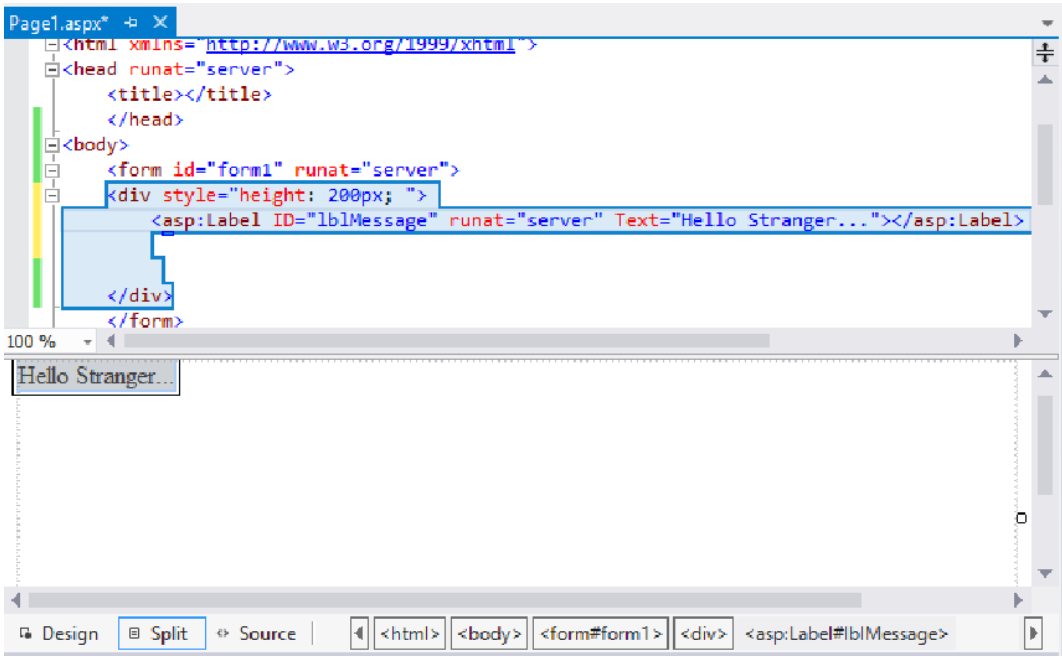 Page1.aspx*
<html xmlns="http://www.w3.org/1999/xhtml">
<head runat="server">
<title></title>
</head>
<body>
<form id="form1" runat="server">
<div style="height: 200px; ">
<asp:Label ID="lblMessage" runat="server" Text="Hello Stranger..."></asp:Label>
</div>
</form>
100 %
Hello Stranger...
Design Split Source <html> <body> <form#form1> <div> <asp:Label#lblMessage>